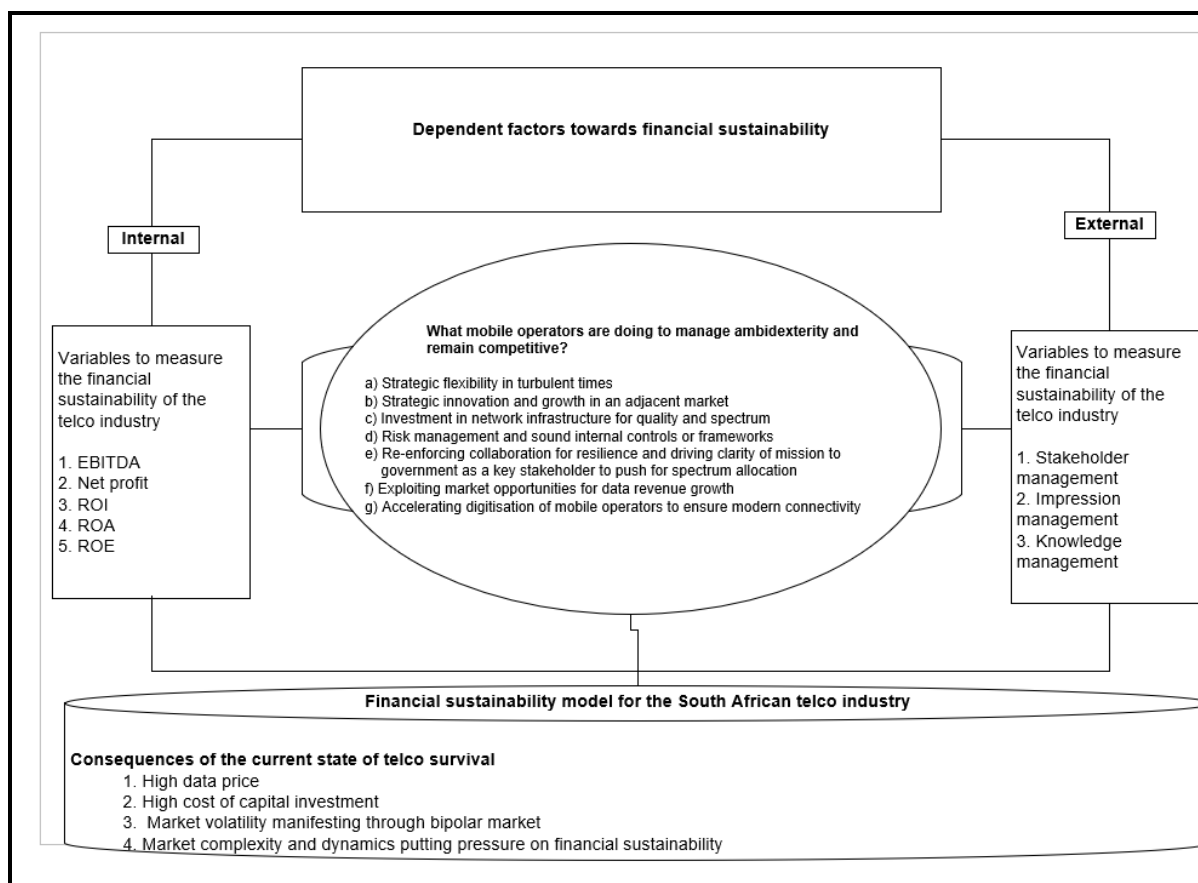 Dependent factors towards financial sustainability
Internal
External
Variables to measure
the financial
sustainability of the
telco industry
1. EBITDA
2. Net profit
3. ROI
4. ROA
5. ROE
What mobile operators are doing to manage ambidexterity and
remain competitive?
a) Strategic flexibility in turbulent times
b) Strategic innovation and growth in an adjacent market
c) Investment in network infrastructure for quality and spectrum
d) Risk management and sound internal controls or frameworks
e) Re-enforcing collaboration for resilience and driving clarity of mission to
government as a key stakeholder to push for spectrum allocation
f) Exploiting market opportunities for data revenue growth
g) Accelerating digitisation of mobile operators to ensure modern connectivity
Variables to measure
the financial
sustainability of the
telco industry
1. Stakeholder
management
2. Impression
management
3. Knowledge
management
Financial sustainability model for the South African telco industry
Consequences of the current state of telco survival
1. High data price
2. High cost of capital investment
3. Market volatility manifesting through bipolar market
4. Market complexity and dynamics putting pressure on financial sustainability